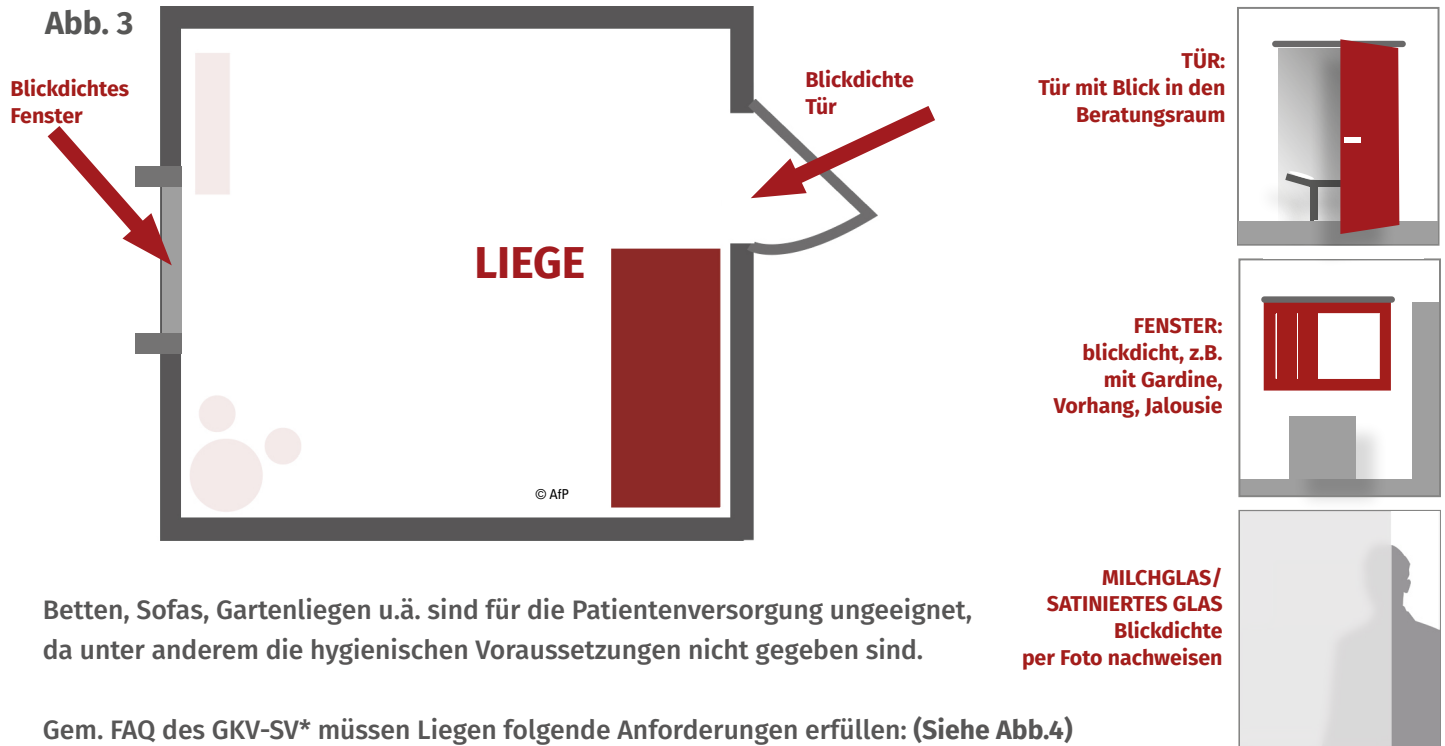 Abb. 3
Blickdichtes
Fenster
Blickdichte
Tür
LIEGE
© AfP
TÜR:
Tür mit Blick in den
Beratungsraum
FENSTER:
blickdicht, z.B.
mit Gardine,
Vorhang, Jalousie
MILCHGLAS/
SATINIERTES GLAS
Blickdichte
per Foto nachweisen
Betten, Sofas, Gartenliegen u.ä. sind für die Patientenversorgung ungeeignet,
da unter anderem die hygienischen Voraussetzungen nicht gegeben sind.
Gem. FAQ des GKV-SV* müssen Liegen folgende Anforderungen erfüllen: (Siehe Abb.4)